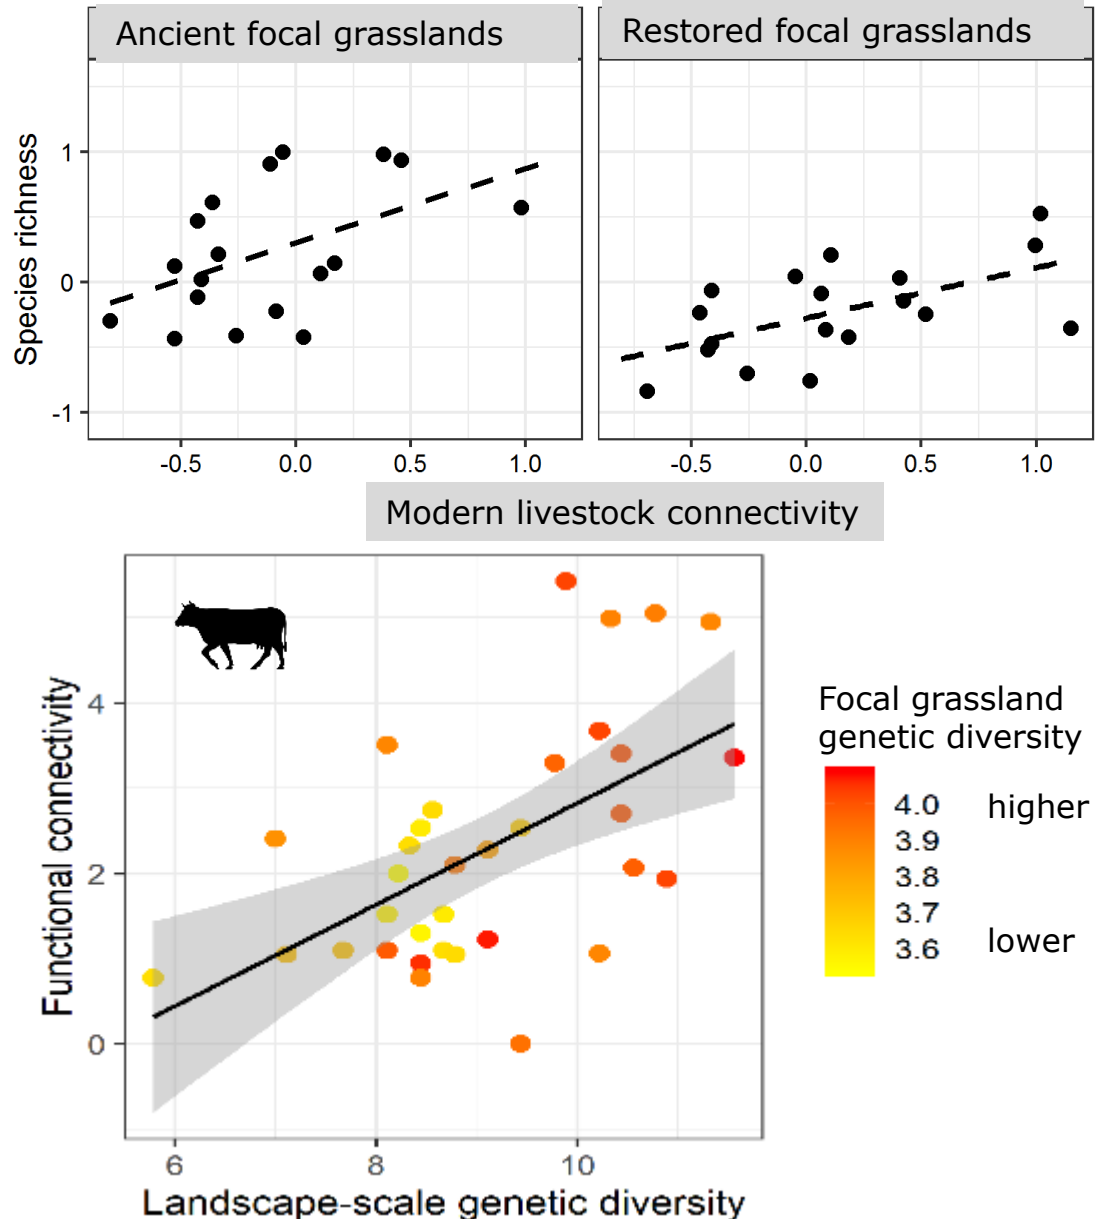 Ancient focal grasslands
Restored focal grasslands
Species richness
1
0
-1
-0.5 0.0 0.5 1.0
-0.5 0.0 0.5 1.0
Modern livestock connectivity
Functional connectivity
4
2
0
6 8 10
Landscape-scale genetic diversity
Focal grassland
genetic diversity
4.0 higher
3.9
3.8
3.7
3.6 lower